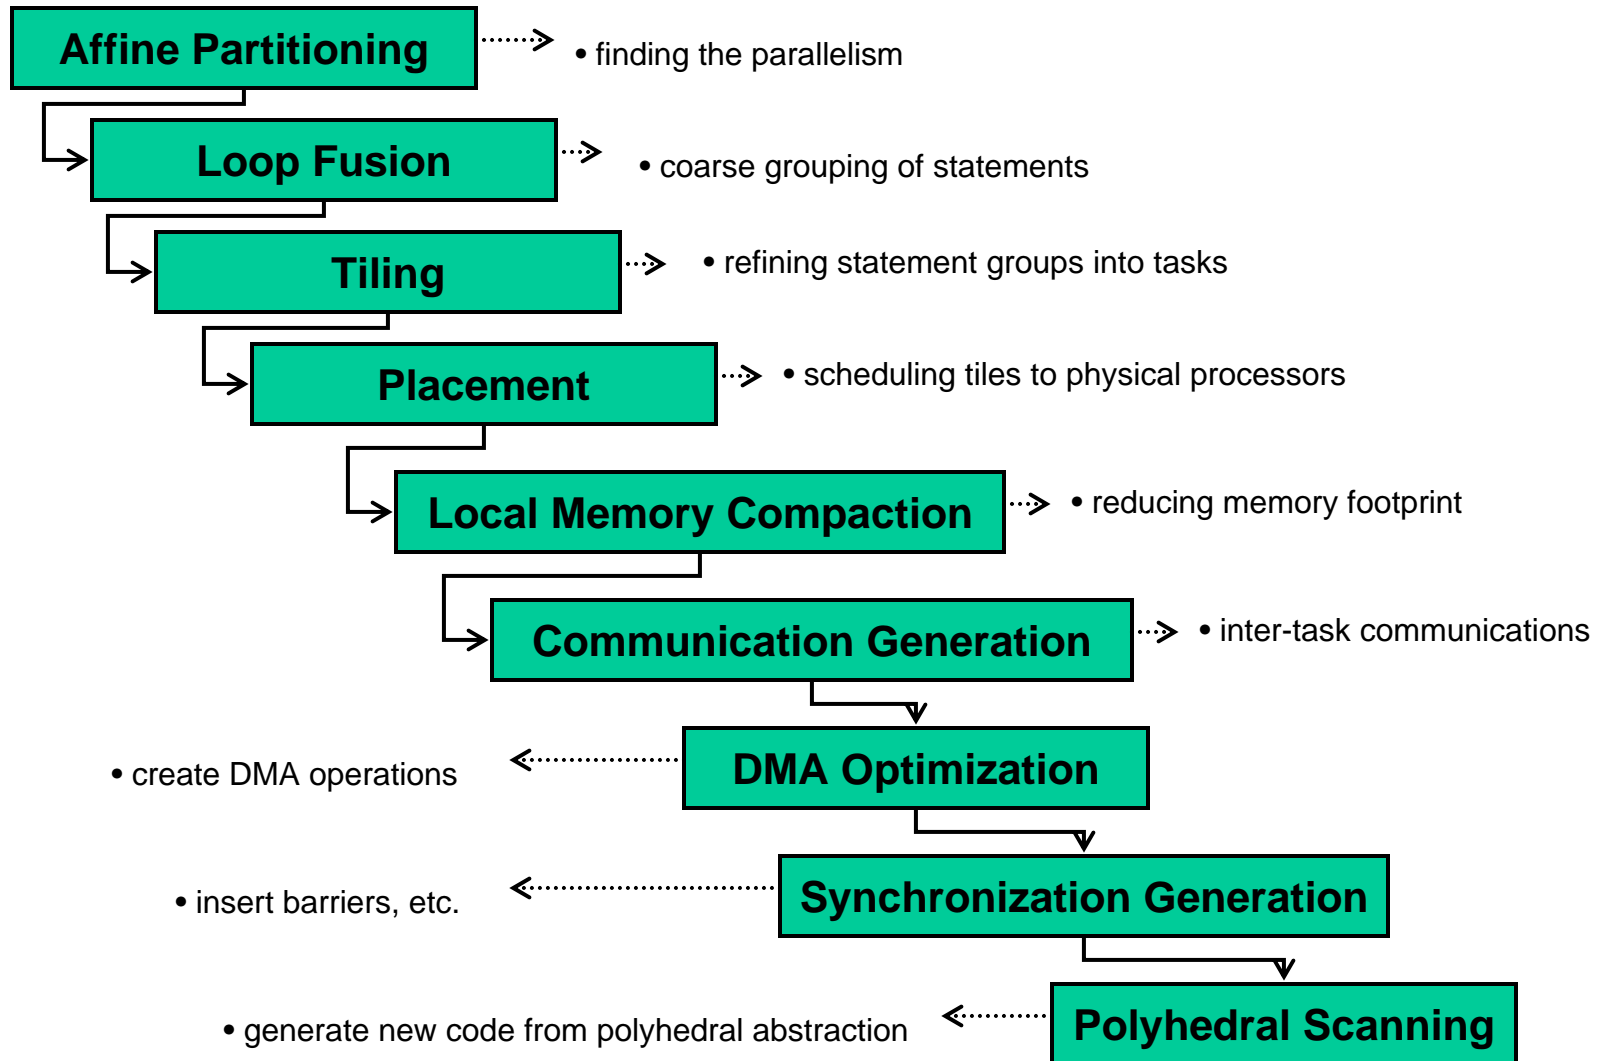 Affine Partitioning
• finding the parallelism
Loop Fusion
• coarse grouping of statements
Tiling
• refining statement groups into tasks
Placement
• scheduling tiles to physical processors
Local Memory Compaction
• reducing memory footprint
Communication Generation
• inter-task communications
DMA Optimization
• create DMA operations
Synchronization Generation
• insert barriers, etc.
Polyhedral Scanning
• generate new code from polyhedral abstraction